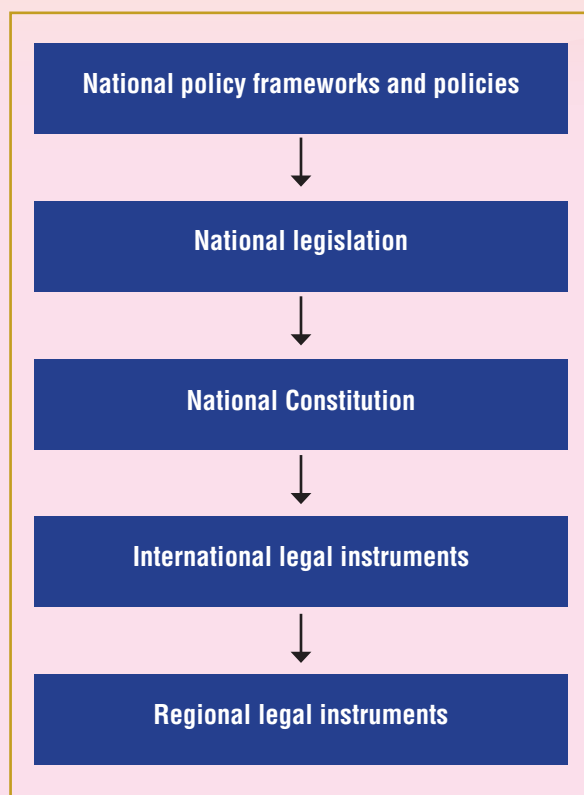 National policy frameworks and policies
National legislation
National Constitution
International legal instruments
Regional legal instruments